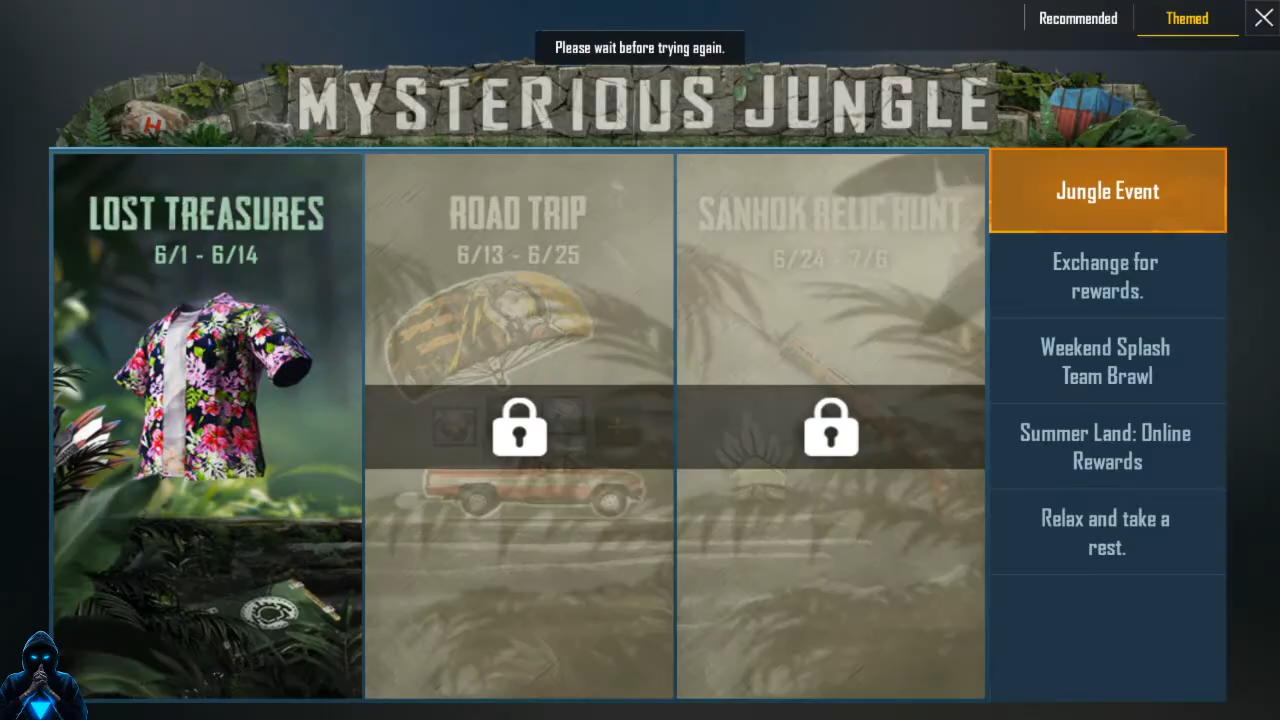 Recommended
Themed
Please wait before trying again.
MYSTERIOUS JUNGLE
H
LOST TREASURES
6/1 - 6/14
ROAD TRIP
6/13 - 6/25
SANHOK RELIC HUNT
6/24 - 7/6
Jungle Event
Exchange for
rewards.
Weekend Splash
Team Brawl
Summer Land: Online
Rewards
Relax and take a
rest.